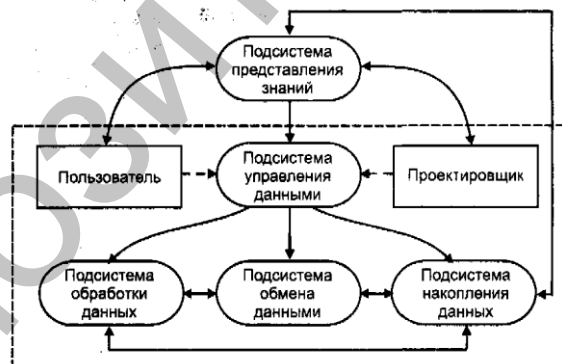 Подсистема
представления
знаний
Пользователь
Подсистема
управления
данными
Проектировщик
Подсистема
обработки
данных
Подсистема
обмена
данными
Подсистема
накопления
данных